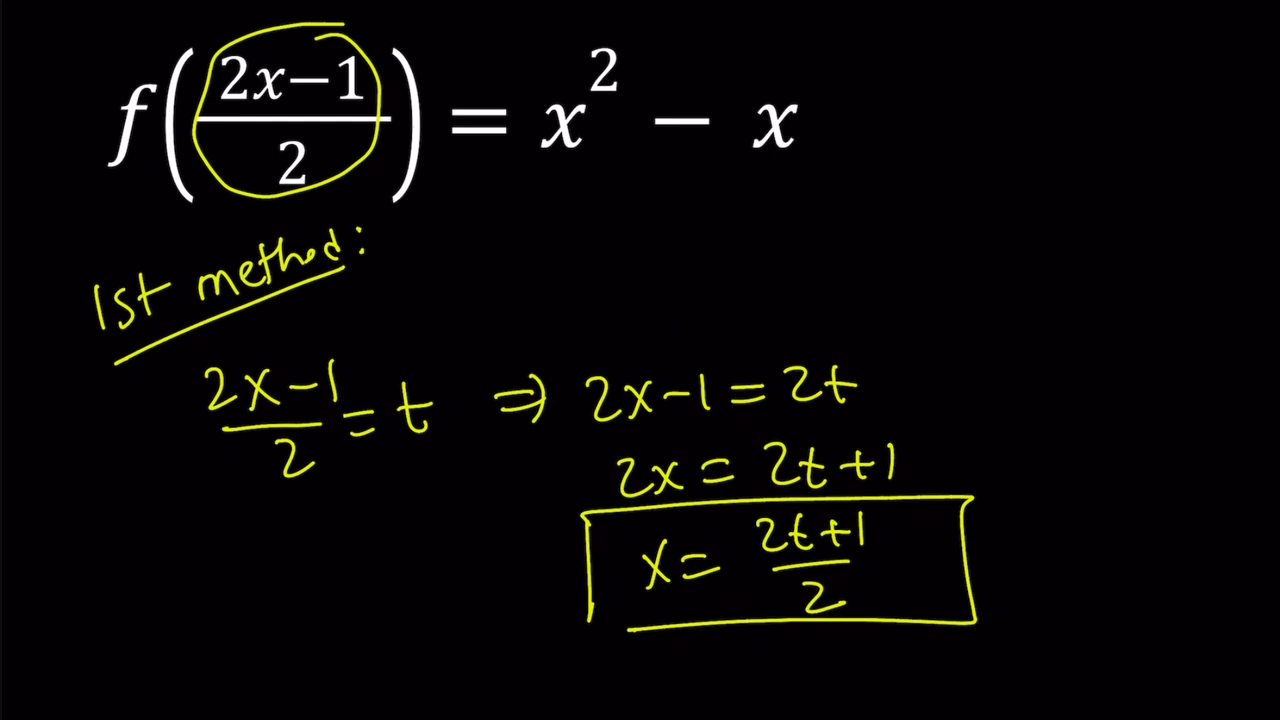 f((2x−1)/2) = x² − x
1st method:
(2x−1)/2 = t ⇒ 2x−1 = 2t
2x = 2t+1
x = (2t+1)/2